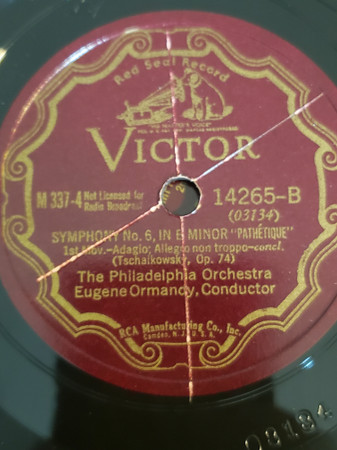 Red Seal Record
"HIS MASTER'S VOICE"
VICTOR
M 337-4 Not Licensed for
Radio Broadcast
14265-B
(03134)
SYMPHONY No. 6, IN B MINOR "PATHÉTIQUE"
1st Mov.-Adagio; Allegro non troppo-concl.
(Tschaikowsky, Op. 74)
The Philadelphia Orchestra
Eugene Ormandy, Conductor
RCA Manufacturing Co., Inc.
Camden, N. J., U. S. A.